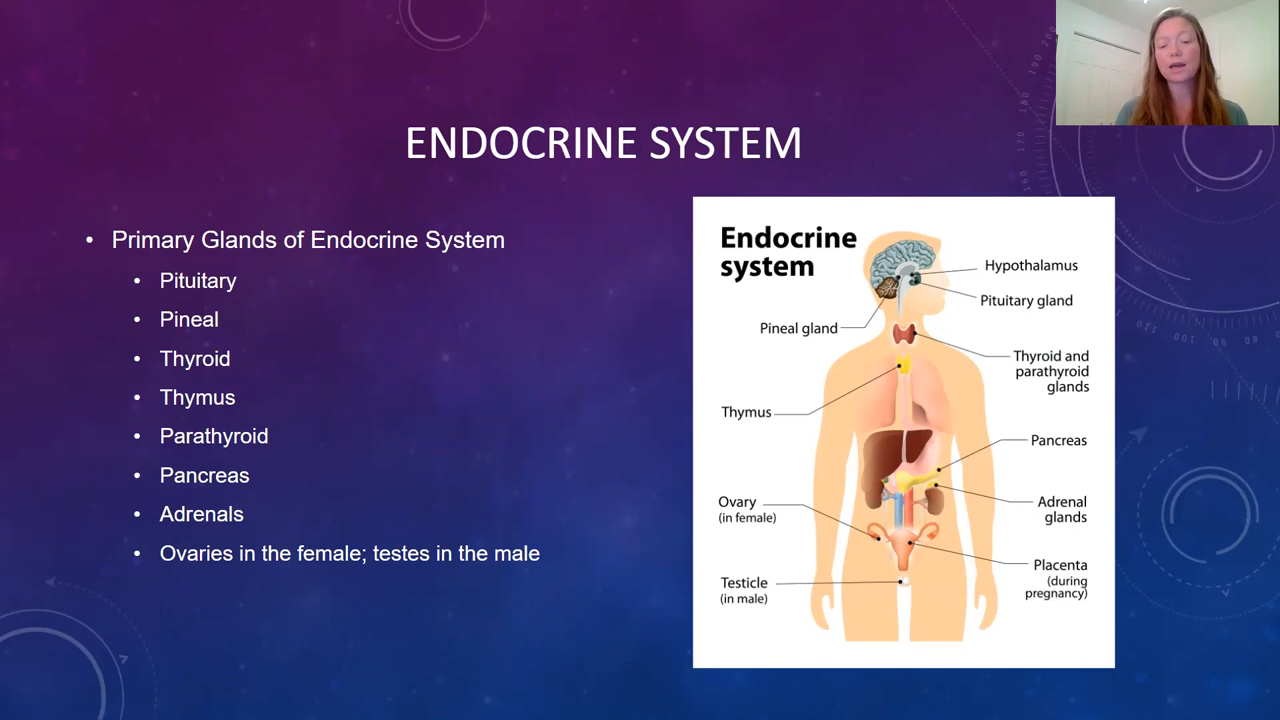 ENDOCRINE SYSTEM
• Primary Glands of Endocrine System
• Pituitary
• Pineal
• Thyroid
• Thymus
• Parathyroid
• Pancreas
• Adrenals
• Ovaries in the female; testes in the male
Endocrine
system
Hypothalamus
Pituitary gland
Pineal gland
Thyroid and
parathyroid
glands
Thymus
Pancreas
Ovary
(in female)
Adrenal
glands
Placenta
(during
pregnancy)
Testicle
(in male)